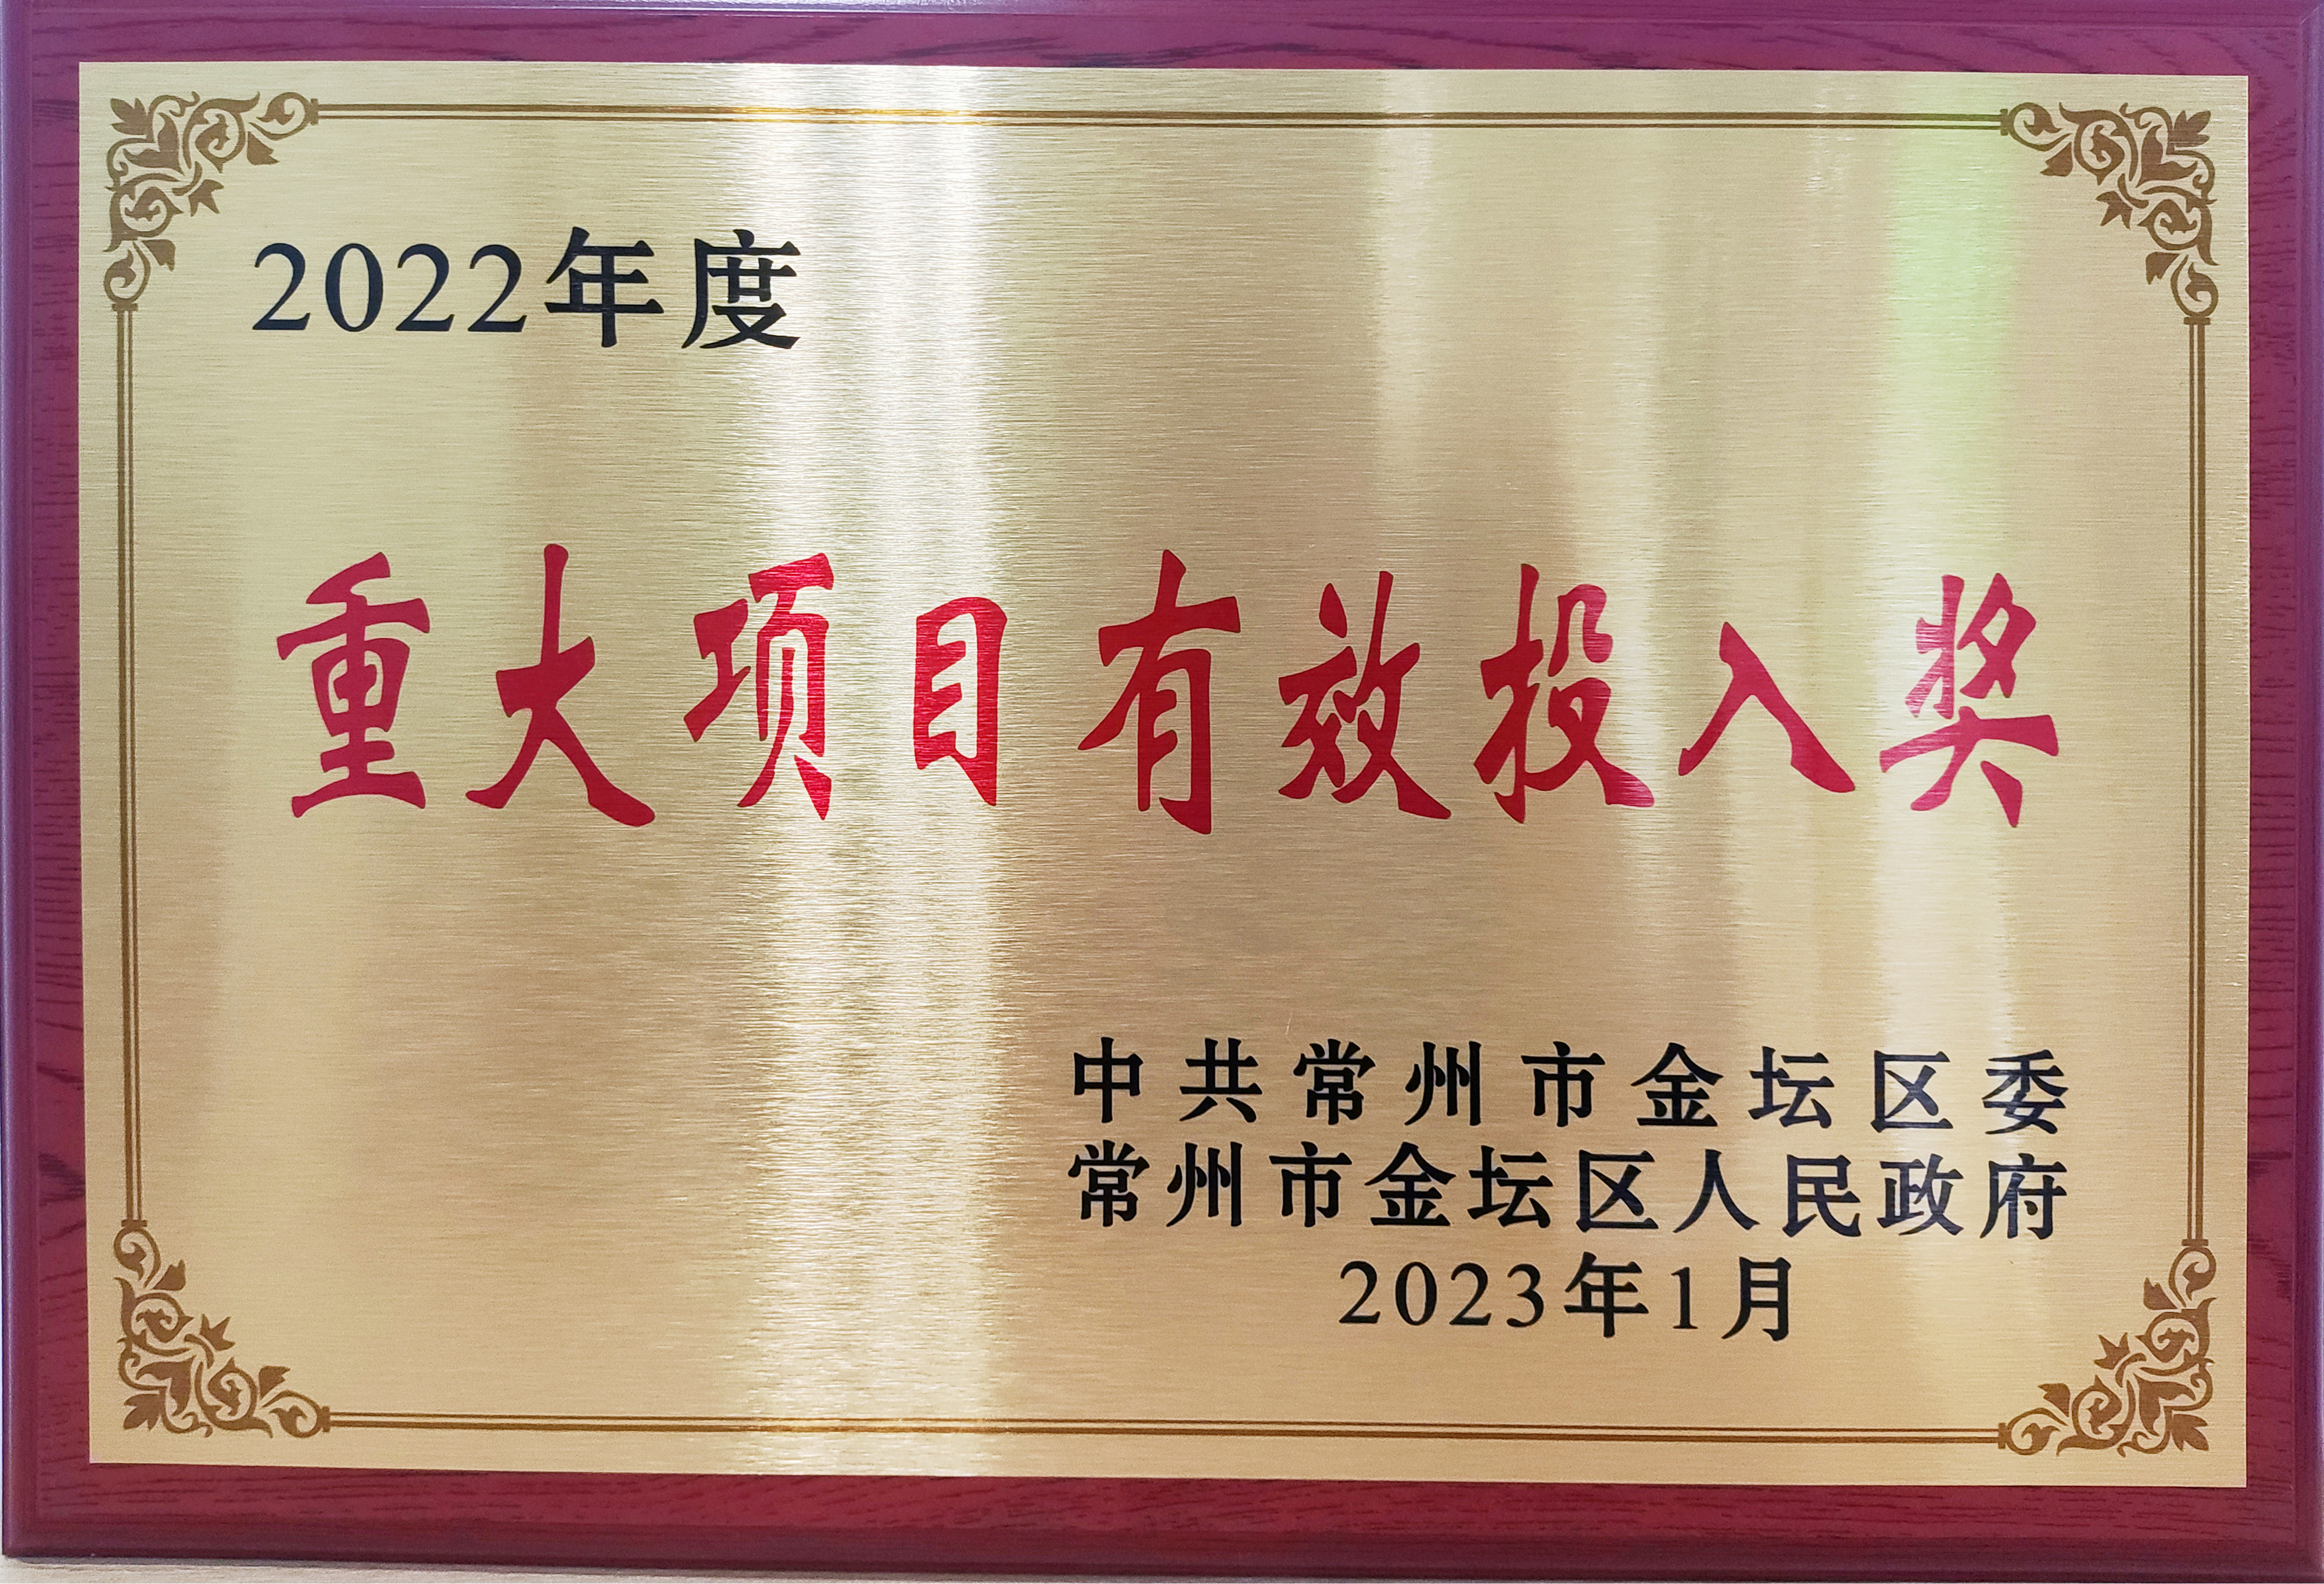 2022年度
重大项目有效投入奖
中共常州市金坛区委
常州市金坛区人民政府
2023年1月